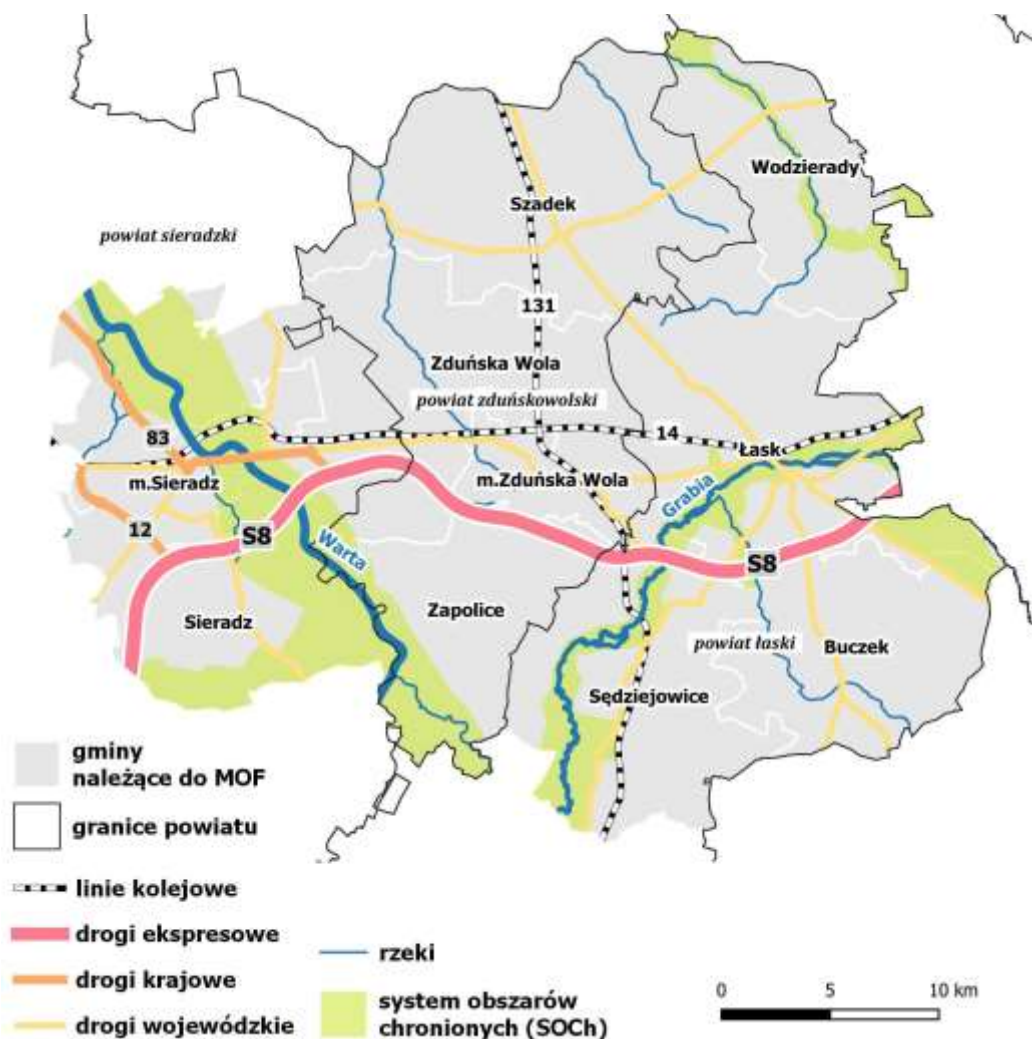 Wodzierady
Szadek
powiat sieradzki
131
Zduńska Wola
powiat zduńskowolski
83
14
Łask
m.Sieradz
m.Zduńska Wola
Grabia
12
S8
Warta
S8
Zapolice
Sieradz
powiat łaski
Buczek
Sędziejowice
gminy
należące do MOF
granice powiatu
linie kolejowe
drogi ekspresowe
drogi krajowe
drogi wojewódzkie
rzeki
system obszarów
chronionych (SOCh)
0 5 10 km